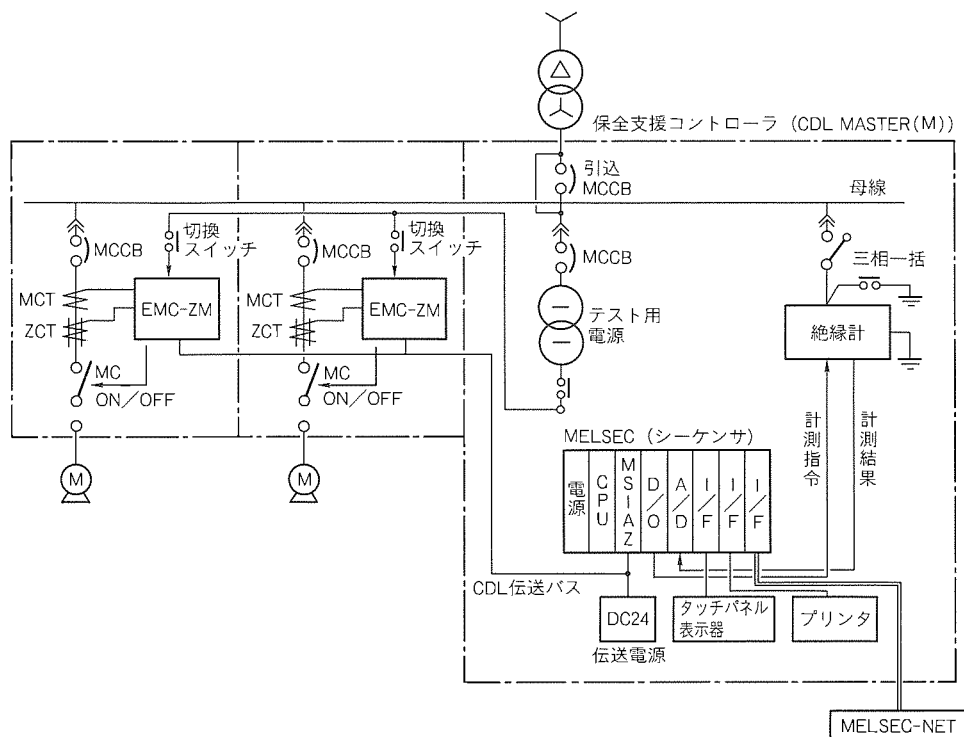 保全支援コントローラ (CDL MASTER(M))
引込
MCCB
母線
切換
スイッチ
切換
スイッチ
MCCB
MCCB
MCCB
三相一括
MCT
EMC-ZM
MCT
EMC-ZM
テスト用
電源
絶縁計
ZCT
ZCT
MC
ON/OFF
MC
ON/OFF
計測指令
計測結果
MELSEC (シーケンサ)
M
M
電源
CPU
MSIAZ
D/O
A/D
I/F
I/F
I/F
CDL伝送バス
DC24
タッチパネル
表示器
プリンタ
伝送電源
MELSEC-NET